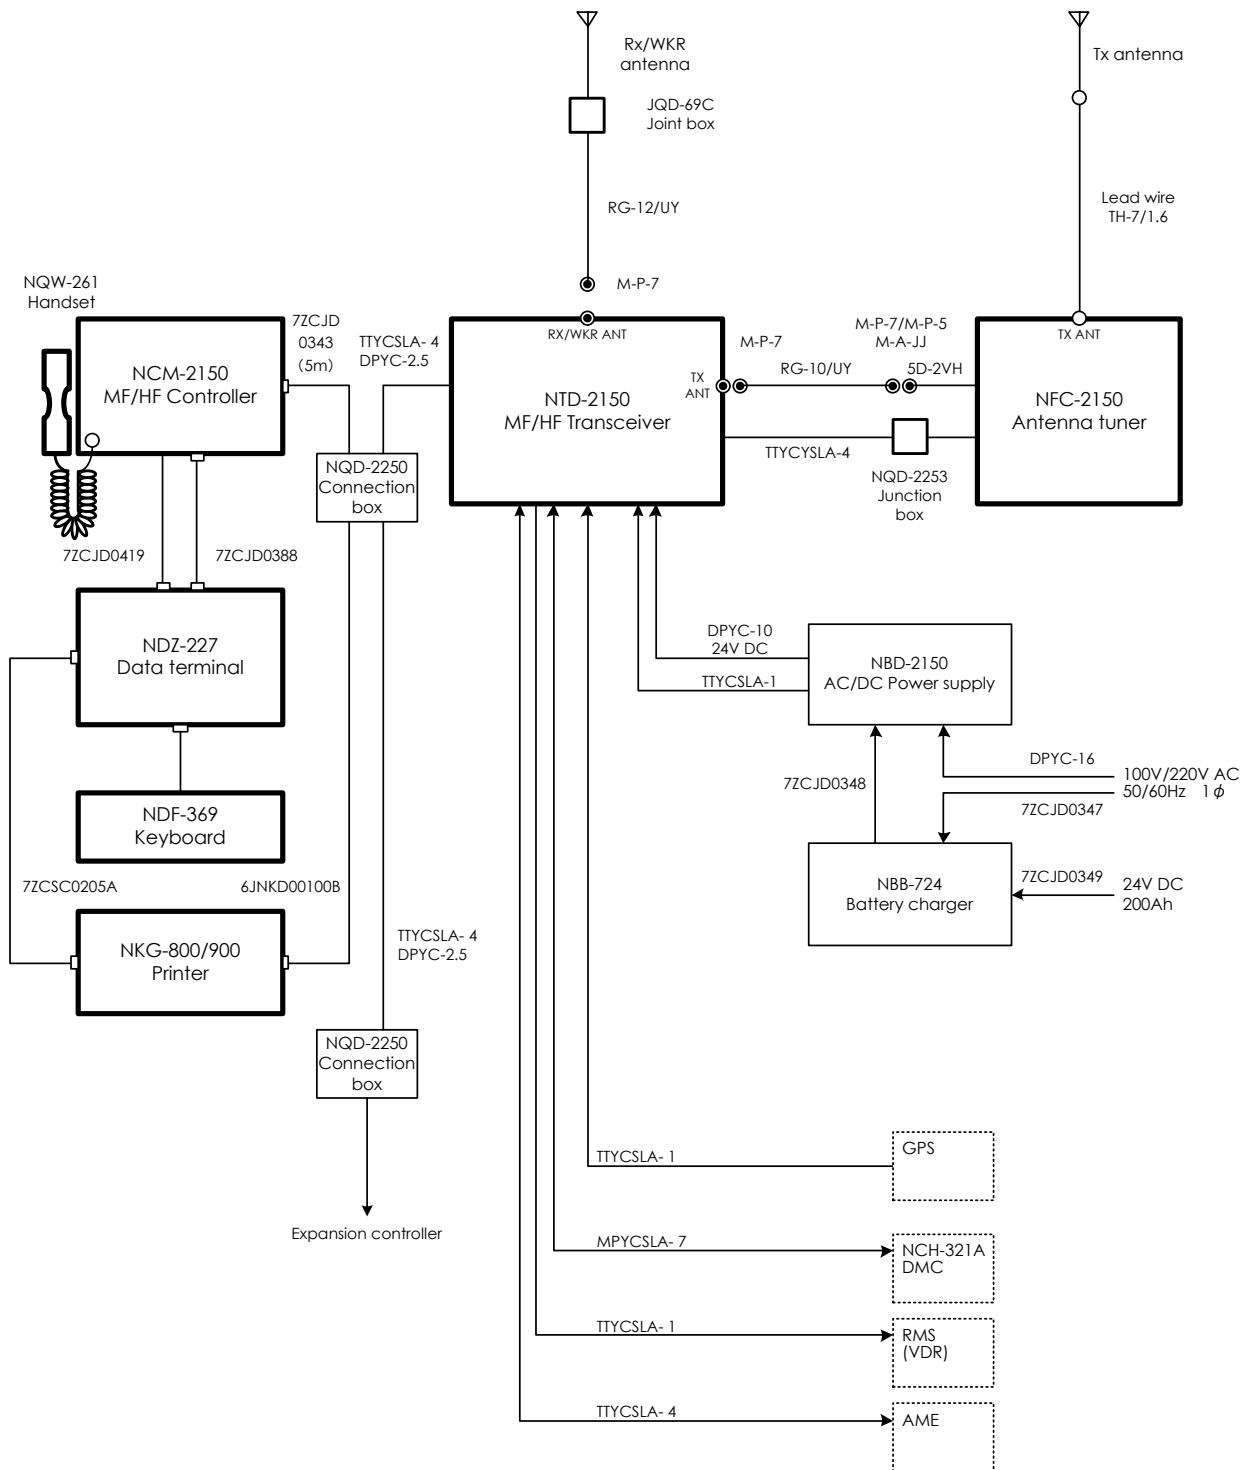 Rx/WKR
antenna
Tx antenna
JQD-69C
Joint box
RG-12/UY
Lead wire
TH-7/1.6
M-P-7
NQW-261
Handset
7ZCJD
0343
(5m)
TTYCSLA- 4
DPYC-2.5
RX/WKR ANT
M-P-7
M-P-7/M-P-5
M-A-JJ
TX ANT
NCM-2150
MF/HF Controller
NTD-2150
MF/HF Transceiver
TX
ANT
RG-10/UY
5D-2VH
NFC-2150
Antenna tuner
TTYCYSLA-4
NQD-2250
Connection
box
NQD-2253
Junction
box
7ZCJD0419
7ZCJD0388
NDZ-227
Data terminal
DPYC-10
24V DC
TTYCSLA-1
NBD-2150
AC/DC Power supply
DPYC-16
100V/220V AC
50/60Hz 1ϕ
7ZCJD0348
7ZCJD0347
NDF-369
Keyboard
7ZCSC0205A
6JNKD00100B
NBB-724
Battery charger
7ZCJD0349
24V DC
200Ah
NKG-800/900
Printer
TTYCSLA- 4
DPYC-2.5
NQD-2250
Connection
box
Expansion controller
TTYCSLA- 1
GPS
MPYCSLA- 7
NCH-321A
DMC
TTYCSLA- 1
RMS
(VDR)
TTYCSLA- 4
AME